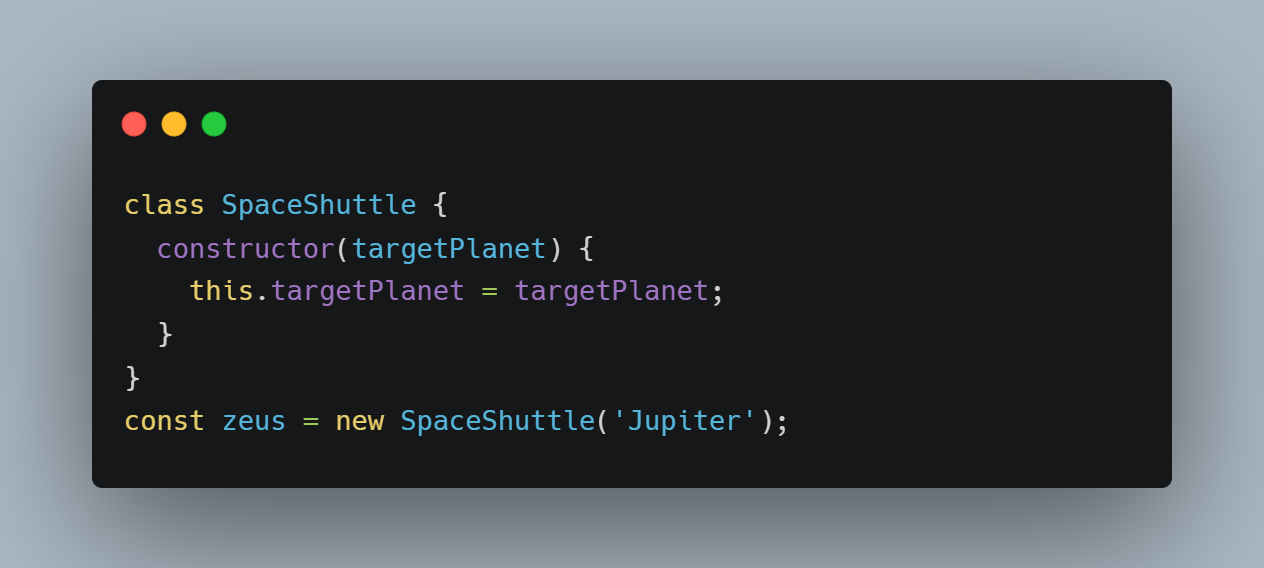 class SpaceShuttle {
  constructor(targetPlanet) {
    this.targetPlanet = targetPlanet;
  }
}
const zeus = new SpaceShuttle('Jupiter');